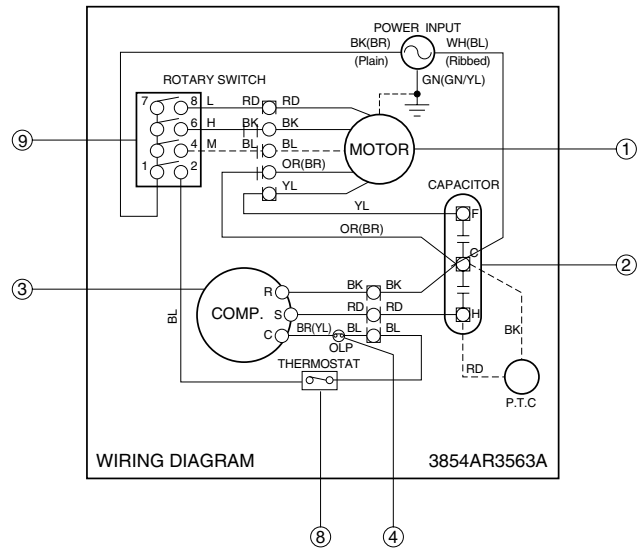 POWER INPUT
BK(BR) WH(BL)
(Plain) (Ribbed)
GN(GN/YL)
ROTARY SWITCH
7 8 L RD RD
6 H BK BK
4 M BL BL
1 2 OR(BR)
YL
MOTOR
CAPACITOR
YL F
OR(BR)
C
R BK BK
COMP. S RD RD H
C BR(YL) BL BL
OLP
BL
THERMOSTAT
BK
RD
P.T.C
WIRING DIAGRAM 3854AR3563A
9
1
2
3
8
4